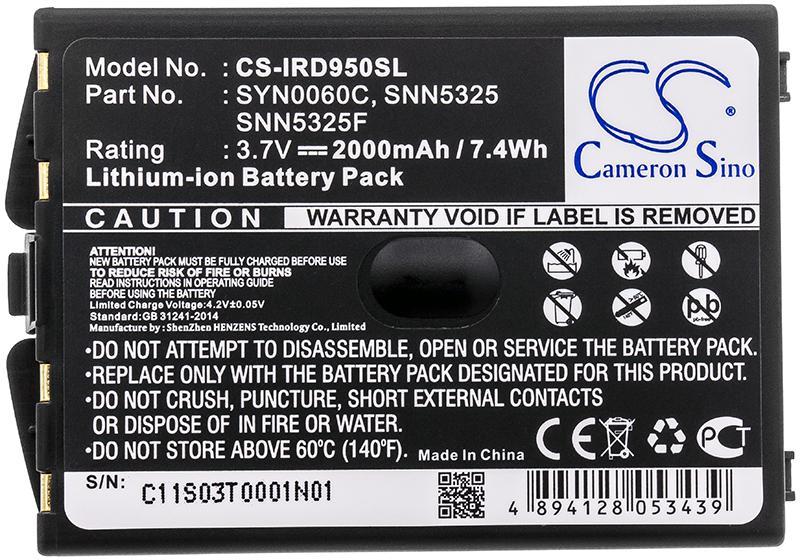 Model No. : CS-IRD950SL
Part No. : SYN0060C, SNN5325
SNN5325F
Rating : 3.7V 2000mAh / 7.4Wh
Lithium-ion Battery Pack
CS
®
Cameron Sino
CAUTION
WARRANTY VOID IF LABEL IS REMOVED
ATTENTION!
NEW BATTERY PACK MUST BE FULLY CHARGED BEFORE USE
TO REDUCE RISK OF FIRE OR BURNS
READ INSTRUCTIONS IN OPERATING
GUIDE BEFORE USING BATTERY
Limited Charge Voltage:4.2V±0.05V
Standard:GB 31241-2014
Manufacture by : ShenZhen HENZENS Technology Co., Limited
pb
•DO NOT ATTEMPT TO DISASSEMBLE, OPEN OR SERVICE THE BATTERY PACK.
•REPLACE ONLY WITH THE BATTERY PACK DESIGNATED FOR THIS PRODUCT.
•DO NOT CRUSH, PUNCTURE, SHORT EXTERNAL CONTACTS
OR DISPOSE OF IN FIRE OR WATER.
•DO NOT STORE ABOVE 60°C (140°F).
Made In China
CE
PCT
S/N:
C11S03T0001N01
4 894128 053439